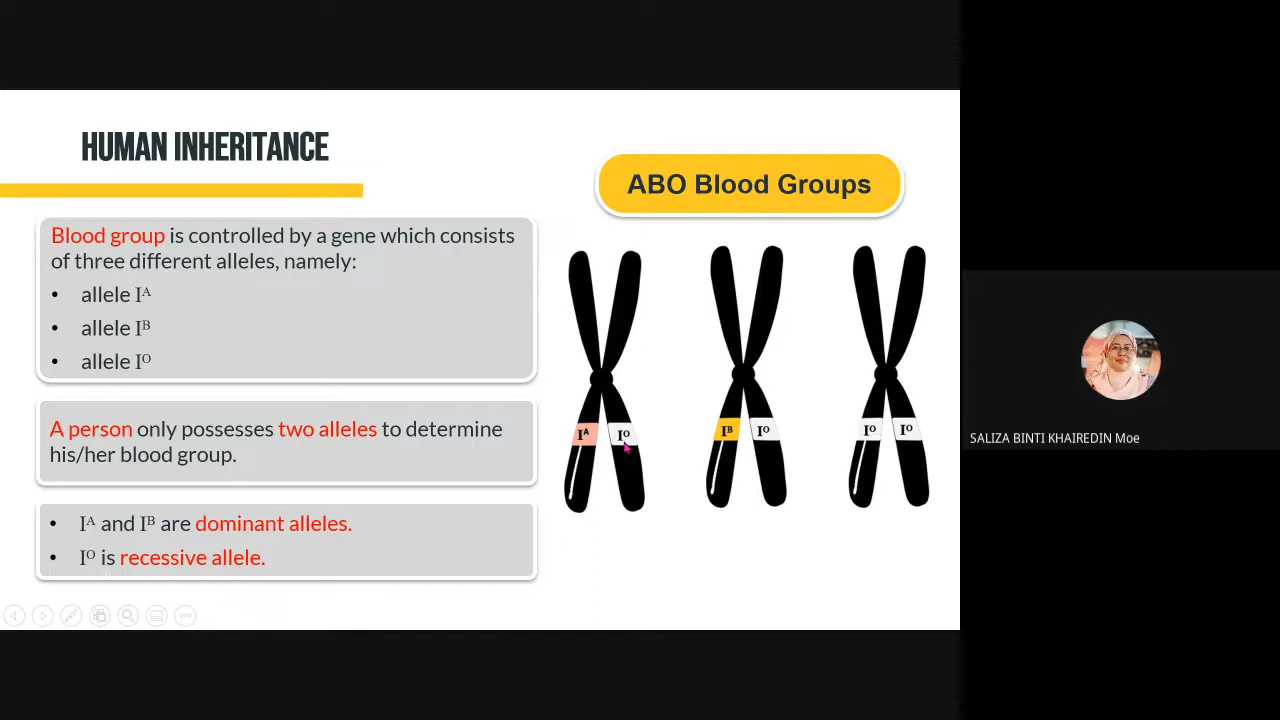 HUMAN INHERITANCE
ABO Blood Groups
Blood group is controlled by a gene which consists
of three different alleles, namely:
• allele Iᴬ
• allele Iᴮ
• allele Iᴼ
A person only possesses two alleles to determine
his/her blood group.
• Iᴬ and Iᴮ are dominant alleles.
• Iᴼ is recessive allele.
Iᴬ Iᴼ
Iᴮ Iᴼ
Iᴼ Iᴼ
SALIZA BINTI KHAIREDIN Moe